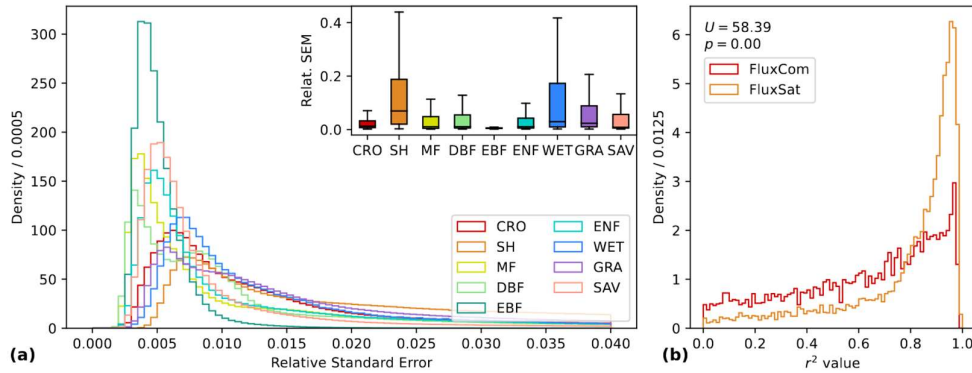 300
250
200
150
100
50
0
Density / 0.0005
0.4
0.2
0.0
Relat. SEM
CRO SH MF DBF EBF ENF WET GRA SAV
CRO ENF
SH WET
MF GRA
DBF SAV
EBF
0.000 0.005 0.010 0.015 0.020 0.025 0.030 0.035 0.040
(a) Relative Standard Error
U = 58.39
p = 0.00
FluxCom
FluxSat
6
5
4
3
2
1
0
Density / 0.0125
0.0 0.2 0.4 0.6 0.8 1.0
(b) r² value